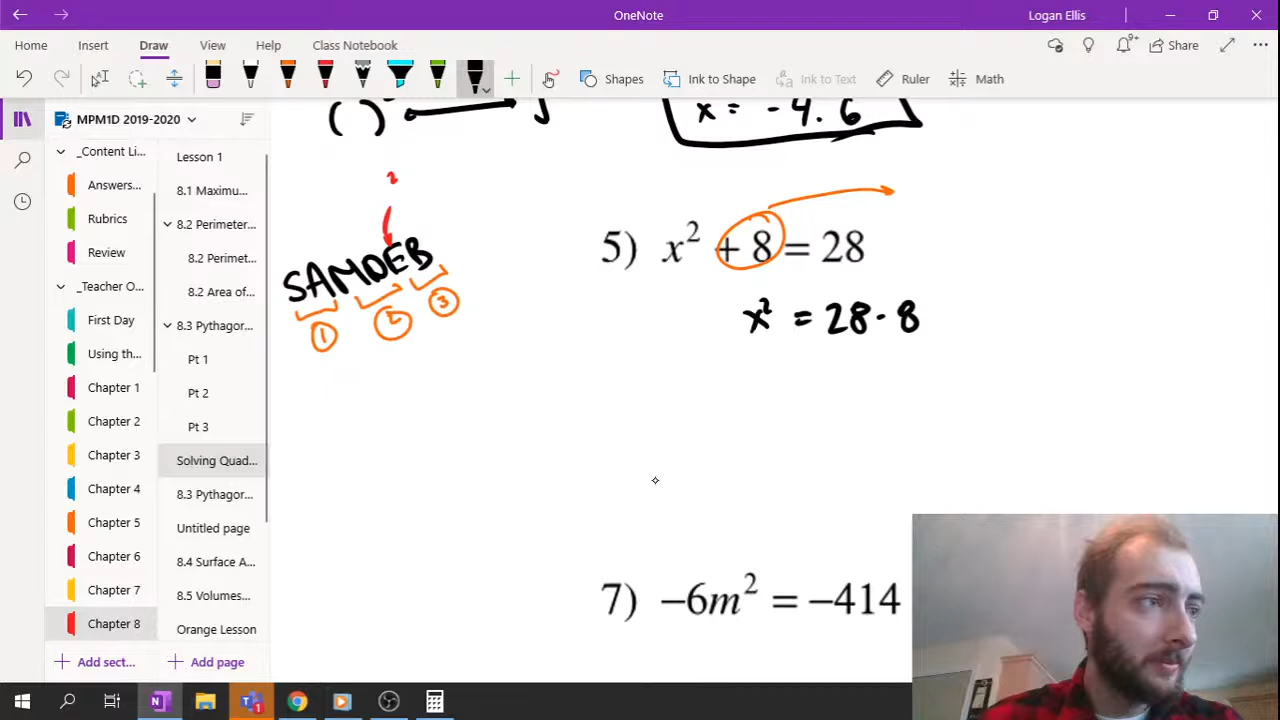 OneNote
Logan Ellis
Home Insert Draw View Help Class Notebook
Share
Shapes
Ink to Shape
Ink to Text
Ruler
Math
MPM1D 2019-2020
_Content Li...
Answers...
Rubrics
Review
_Teacher O...
First Day
Using th...
Chapter 1
Chapter 2
Chapter 3
Chapter 4
Chapter 5
Chapter 6
Chapter 7
Chapter 8
Add sect...
Lesson 1
8.1 Maximu...
8.2 Perimeter...
8.2 Perimet...
8.2 Area of...
8.3 Pythagor...
Pt 1
Pt 2
Pt 3
Solving Quad...
8.3 Pythagor...
Untitled page
8.4 Surface A...
8.5 Volumes...
Orange Lesson
Add page
( )
x = -4.6
2
SAMDEB
1 2 3
5) x² + 8 = 28
x² = 28 - 8
7) −6m² = −414